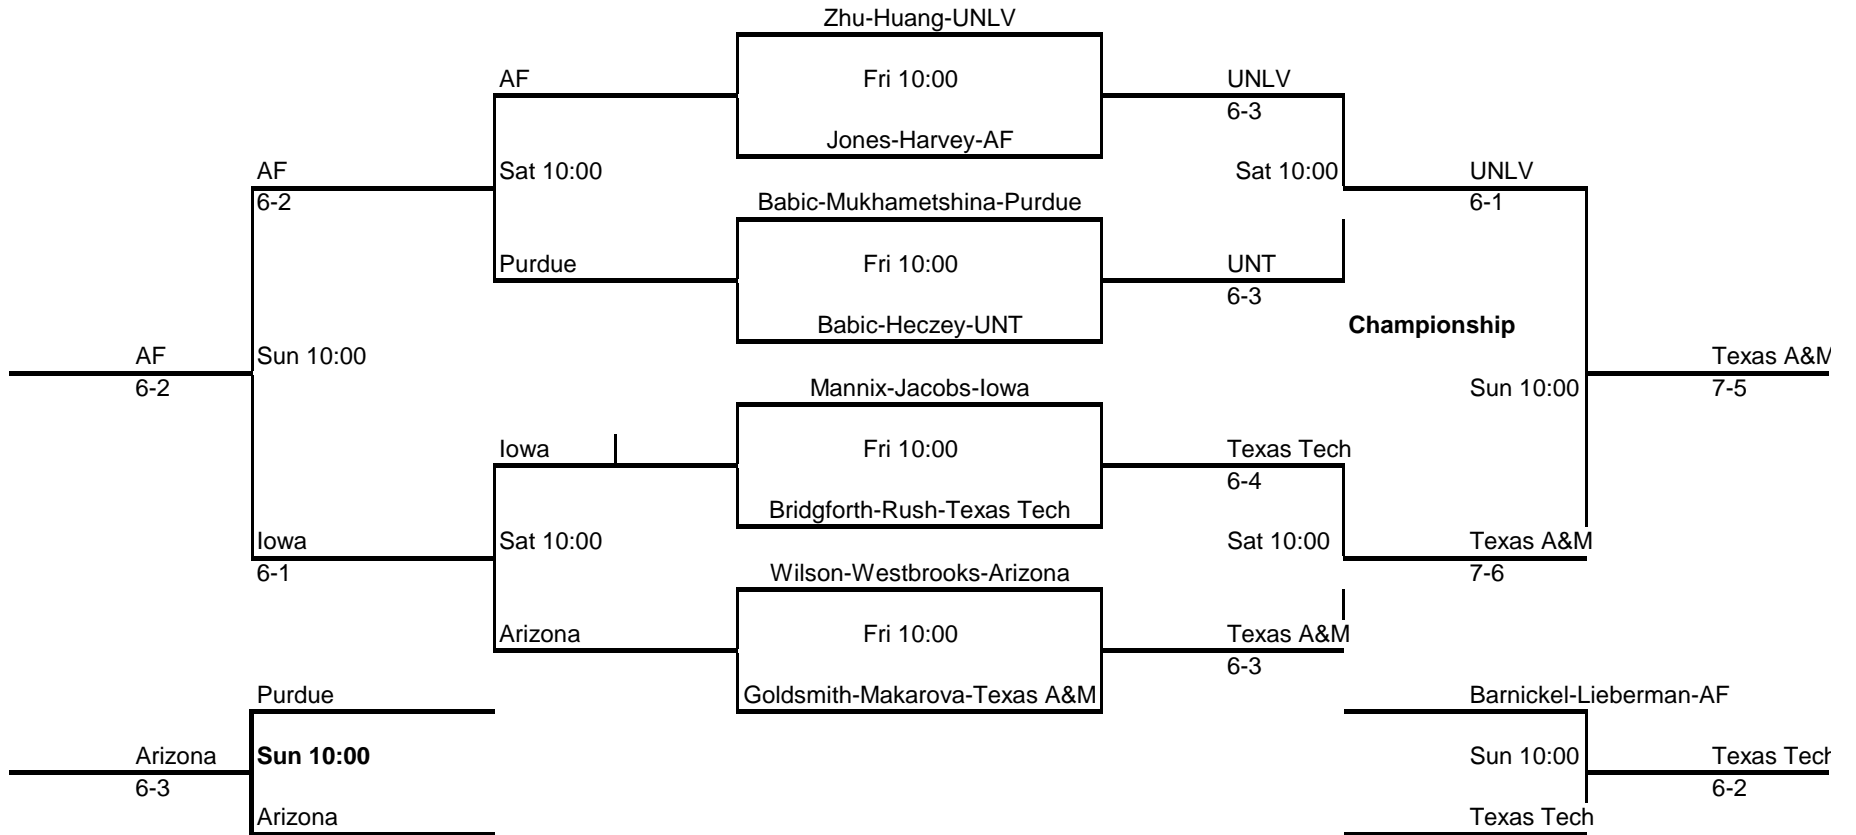 Zhu-Huang-UNLV
AF Fri 10:00 UNLV
6-3
Jones-Harvey-AF
AF Sat 10:00 Sat 10:00 UNLV
6-2 Babic-Mukhametshina-Purdue 6-1
Purdue Fri 10:00 UNT
6-3
Babic-Heczey-UNT Championship
AF Sun 10:00 Texas A&M
6-2 Mannix-Jacobs-Iowa Sun 10:00 7-5
Iowa Fri 10:00 Texas Tech
6-4
Bridgforth-Rush-Texas Tech
Iowa Sat 10:00 Sat 10:00 Texas A&M
6-1 Wilson-Westbrooks-Arizona 7-6
Arizona Fri 10:00 Texas A&M
6-3
Purdue Goldsmith-Makarova-Texas A&M Barnickel-Lieberman-AF
Arizona Sun 10:00 Sun 10:00 Texas Tech
6-3 6-2
Arizona Texas Tech